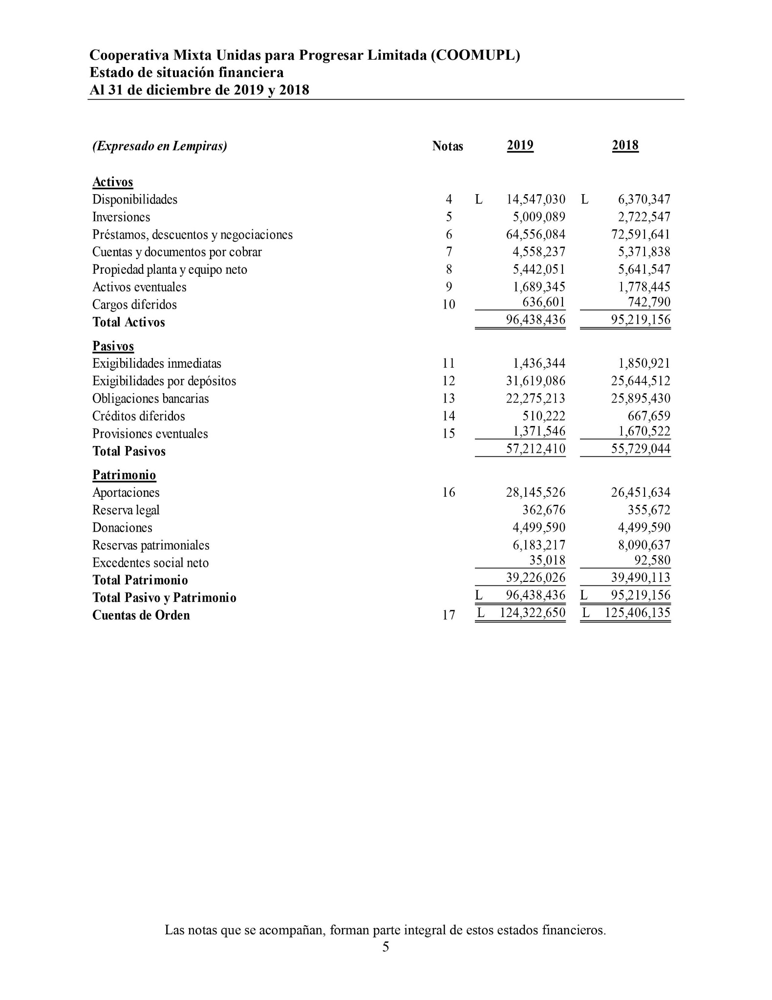 Cooperativa Mixta Unidas para Progresar Limitada (COOMUPL)
Estado de situación financiera
Al 31 de diciembre de 2019 y 2018
(Expresado en Lempiras) Notas 2019 2018
Activos
Disponibilidades 4 L 14,547,030 L 6,370,347
Inversiones 5 5,009,089 2,722,547
Préstamos, descuentos y negociaciones 6 64,556,084 72,591,641
Cuentas y documentos por cobrar 7 4,558,237 5,371,838
Propiedad planta y equipo neto 8 5,442,051 5,641,547
Activos eventuales 9 1,689,345 1,778,445
Cargos diferidos 10 636,601 742,790
Total Activos 96,438,436 95,219,156
Pasivos
Exigibilidades inmediatas 11 1,436,344 1,850,921
Exigibilidades por depósitos 12 31,619,086 25,644,512
Obligaciones bancarias 13 22,275,213 25,895,430
Créditos diferidos 14 510,222 667,659
Provisiones eventuales 15 1,371,546 1,670,522
Total Pasivos 57,212,410 55,729,044
Patrimonio
Aportaciones 16 28,145,526 26,451,634
Reserva legal 362,676 355,672
Donaciones 4,499,590 4,499,590
Reservas patrimoniales 6,183,217 8,090,637
Excedentes social neto 35,018 92,580
Total Patrimonio 39,226,026 39,490,113
Total Pasivo y Patrimonio L 96,438,436 L 95,219,156
Cuentas de Orden 17 L 124,322,650 L 125,406,135
Las notas que se acompañan, forman parte integral de estos estados financieros.
5